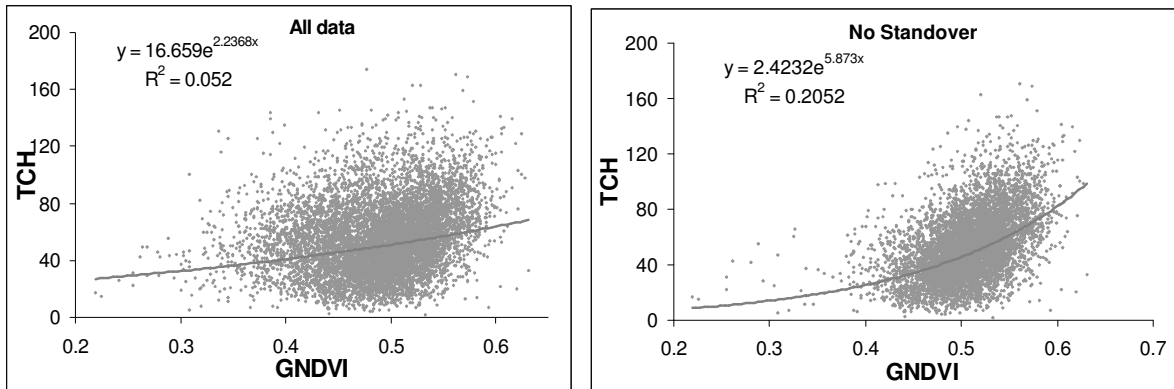 All data
y = 16.659e^2.2368x
R² = 0.052
200
160
120
80
40
0
TCH
0.2 0.3 0.4 0.5 0.6
GNDVI
No Standover
y = 2.4232e^5.873x
R² = 0.2052
200
160
120
80
40
0
TCH
0.2 0.3 0.4 0.5 0.6 0.7
GNDVI